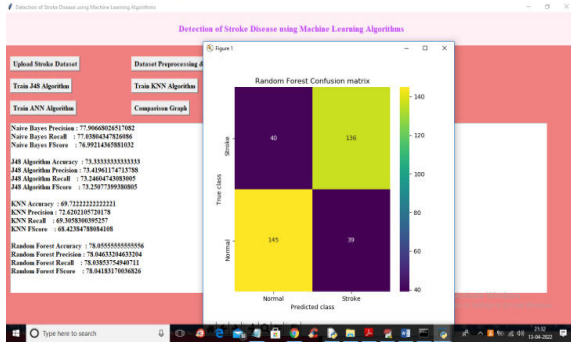 Detection of Stroke Disease using Machine Learning Algorithms
Detection of Stroke Disease using Machine Learning Algorithms
Upload Stroke Dataset
Dataset Preprocessing &
Train J48 Algorithm
Train KNN Algorithm
Train ANN Algorithm
Comparison Graph
Naive Bayes Precision : 77.90668026517082
Naive Bayes Recall : 77.03804347826086
Naive Bayes FScore : 76.99214365881032
J48 Algorithm Accuracy : 73.33333333333333
J48 Algorithm Precision : 73.41961174713788
J48 Algorithm Recall : 73.24604743083005
J48 Algorithm FScore : 73.25077399380805
KNN Accuracy : 69.72222222222221
KNN Precision : 72.6202105720178
KNN Recall : 69.3058300395257
KNN FScore : 68.42384788084108
Random Forest Accuracy : 78.05555555555556
Random Forest Precision : 78.04633204633204
Random Forest Recall : 78.03853754940711
Random Forest FScore : 78.04183170036826
Figure 1
Random Forest Confusion matrix
True class
Stroke
Normal
40
136
145
39
Normal
Stroke
Predicted class
140
120
100
80
60
40
Type here to search
21:32
13-04-2022